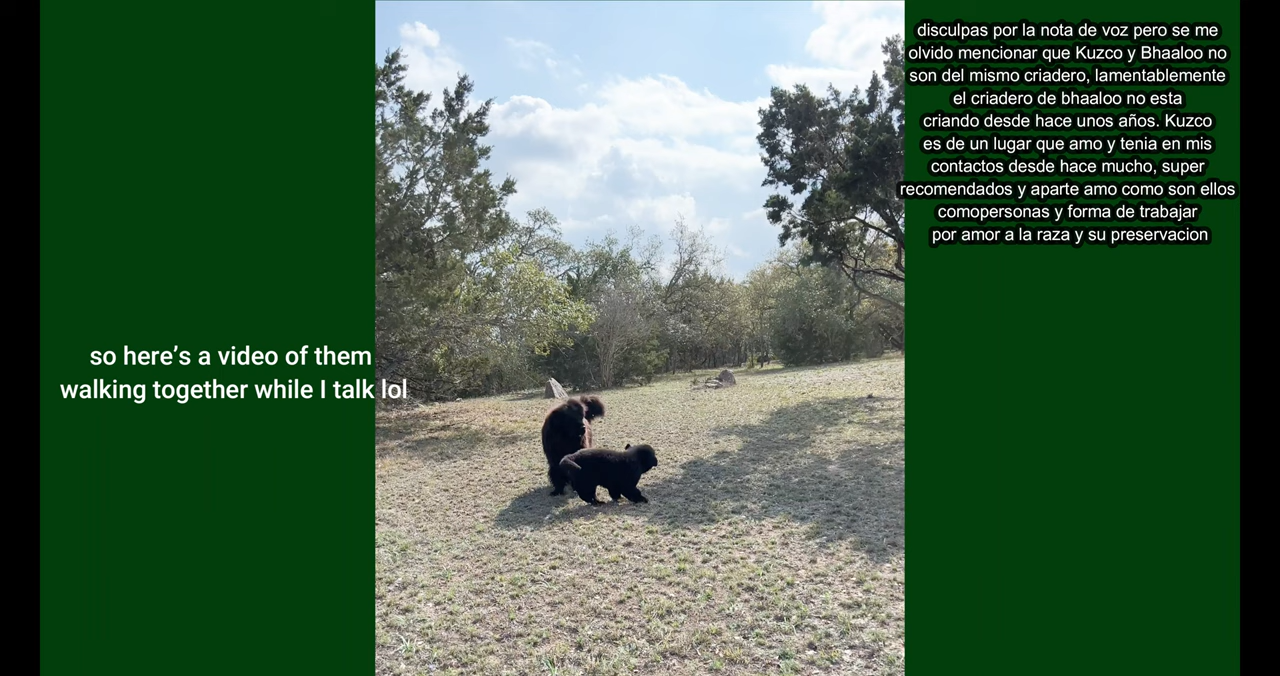 so here’s a video of them
walking together while I talk lol
disculpas por la nota de voz pero se me
olvido mencionar que Kuzco y Bhaaloo no
son del mismo criadero, lamentablemente
el criadero de bhaaloo no esta
criando desde hace unos años. Kuzco
es de un lugar que amo y tenia en mis
contactos desde hace mucho, super
recomendados y aparte amo como son ellos
comopersonas y forma de trabajar
por amor a la raza y su preservacion